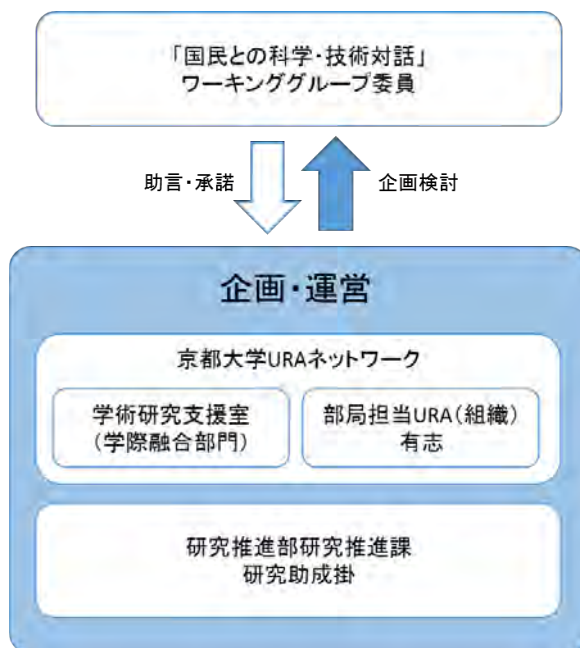 「国民との科学・技術対話」
ワーキンググループ委員
助言・承諾
企画検討
企画・運営
京都大学URAネットワーク
学術研究支援室
(学際融合部門)
部局担当URA(組織)
有志
研究推進部研究推進課
研究助成掛